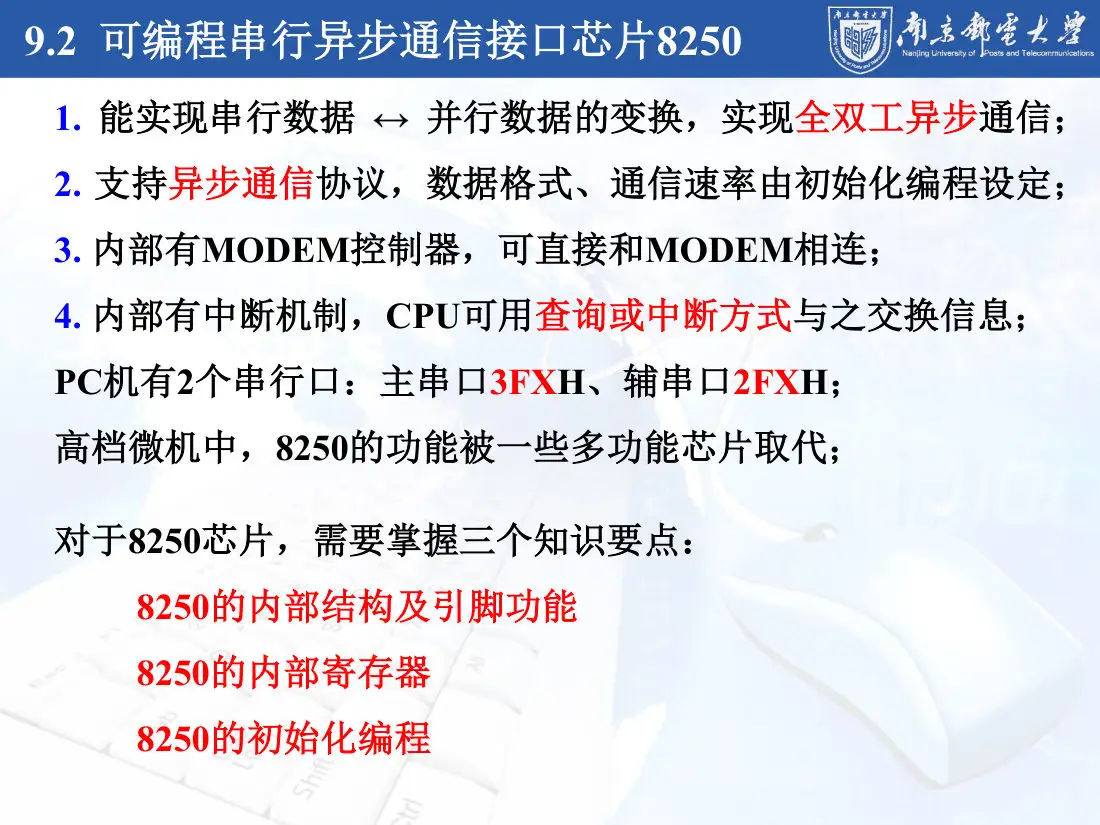 9.2 可编程串行异步通信接口芯片8250
南京邮电大学
Nanjing University of Posts and Telecommunications
1. 能实现串行数据 ↔ 并行数据的变换，实现全双工异步通信；
2. 支持异步通信协议，数据格式、通信速率由初始化编程设定；
3. 内部有MODEM控制器，可直接和MODEM相连；
4. 内部有中断机制，CPU可用查询或中断方式与之交换信息；
PC机有2个串行口：主串口3FXH、辅串口2FXH；
高档微机中，8250的功能被一些多功能芯片取代；
对于8250芯片，需要掌握三个知识要点：
8250的内部结构及引脚功能
8250的内部寄存器
8250的初始化编程
Shift
Ctrl